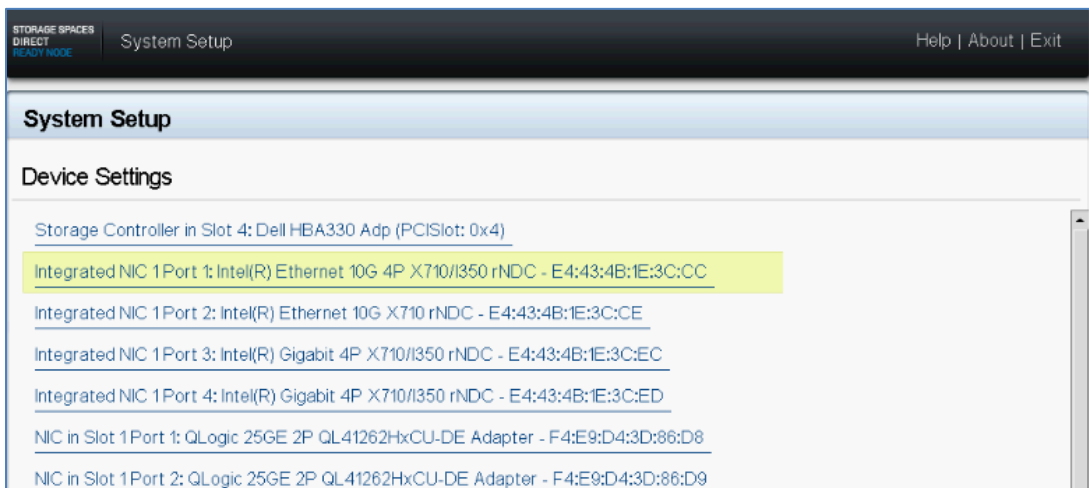 STORAGE SPACES
DIRECT
READY NODE
System Setup
Help | About | Exit
System Setup
Device Settings
Storage Controller in Slot 4: Dell HBA330 Adp (PCISlot: 0x4)
Integrated NIC 1 Port 1: Intel(R) Ethernet 10G 4P X710/I350 rNDC - E4:43:4B:1E:3C:CC
Integrated NIC 1 Port 2: Intel(R) Ethernet 10G X710 rNDC - E4:43:4B:1E:3C:CE
Integrated NIC 1 Port 3: Intel(R) Gigabit 4P X710/I350 rNDC - E4:43:4B:1E:3C:EC
Integrated NIC 1 Port 4: Intel(R) Gigabit 4P X710/I350 rNDC - E4:43:4B:1E:3C:ED
NIC in Slot 1 Port 1: QLogic 25GE 2P QL41262HxCU-DE Adapter - F4:E9:D4:3D:86:D8
NIC in Slot 1 Port 2: QLogic 25GE 2P QL41262HxCU-DE Adapter - F4:E9:D4:3D:86:D9